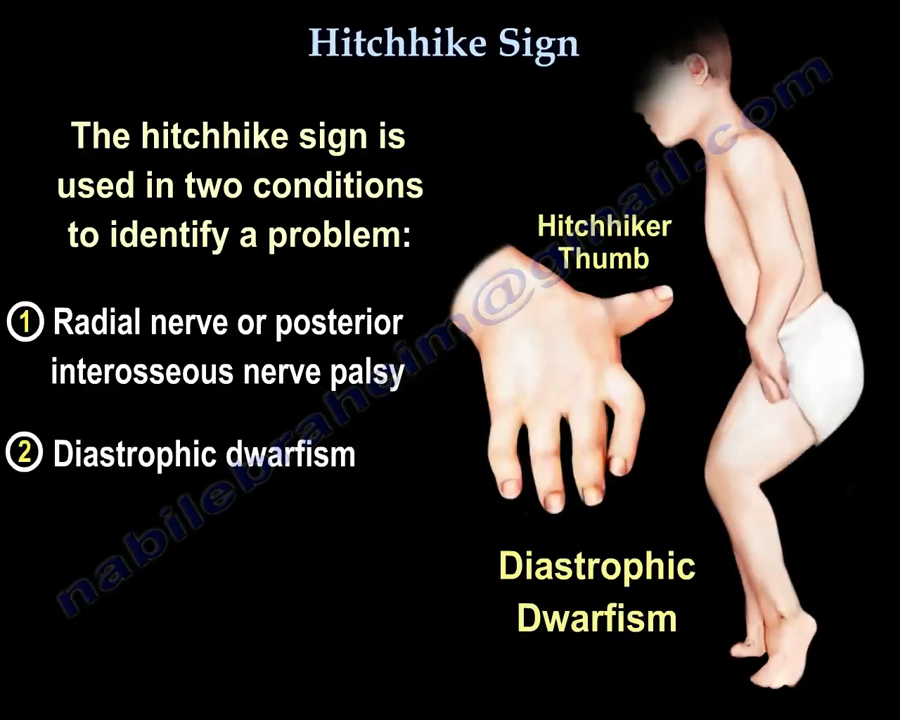 Hitchhike Sign
The hitchhike sign is
used in two conditions
to identify a problem:
1 Radial nerve or posterior
interosseous nerve palsy
2 Diastrophic dwarfism
Hitchhiker
Thumb
Diastrophic
Dwarfism
nabilebraheim@gmail.com